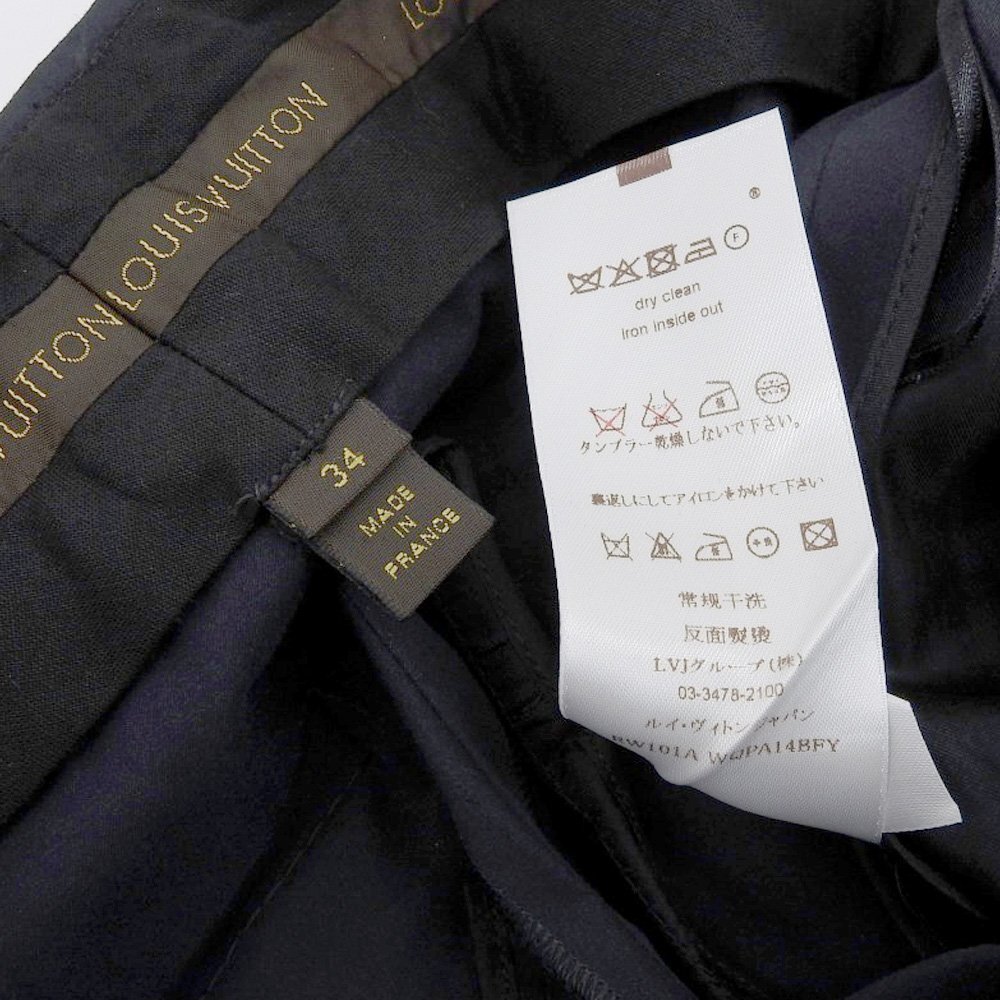 LO
LOUISVUITTON
VUITTON
34
MADE
IN
FRANCE
®
F
dry clean
iron inside out
タンブラー乾燥しないで下さい。
裏返しにしてアイロンをかけて下さい
常规干洗
反面熨烫
LVJグループ(株)
03-3478-2100
ルイ・ヴィトンジャパン
RW101A